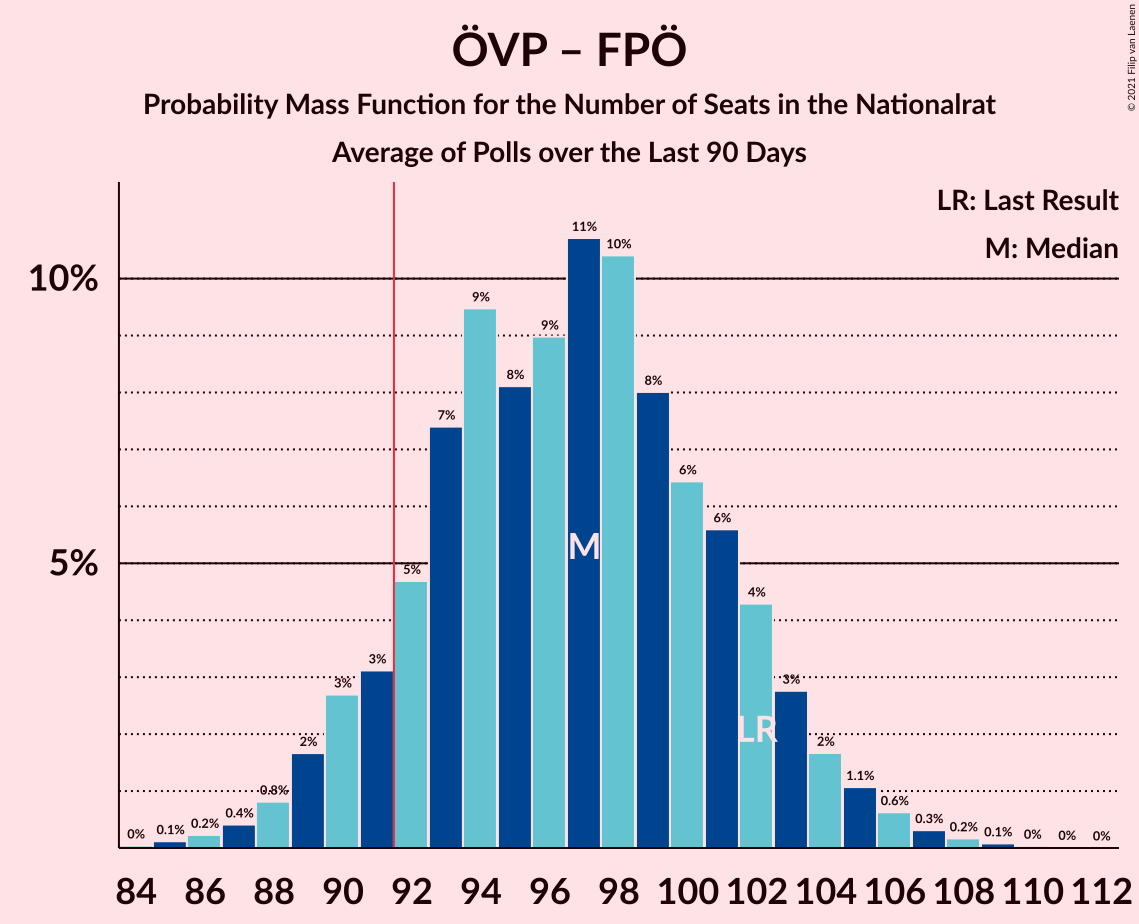 ÖVP – FPÖ
Probability Mass Function for the Number of Seats in the Nationalrat
Average of Polls over the Last 90 Days
© 2021 Filip van Laenen
LR: Last Result
M: Median
10%
5%
0% 0.1% 0.2% 0.4% 0.8% 2% 3% 3% 5% 7% 9% 8% 9% 11% 10% 8% 6% 6% 4% 3% 2% 1.1% 0.6% 0.3% 0.2% 0.1% 0% 0% 0%
M
LR
84 86 88 90 92 94 96 98 100 102 104 106 108 110 112